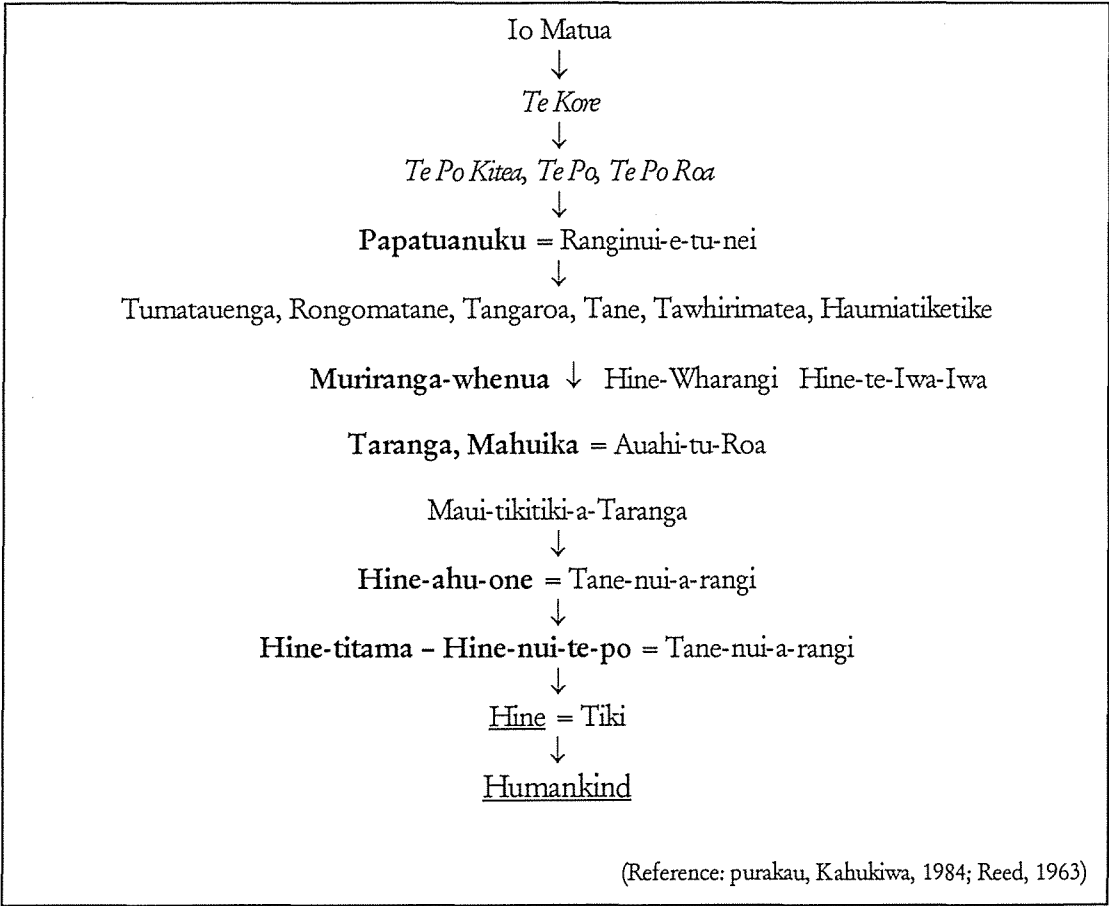 Io Matua
↓
Te Kore
↓
Te Po Kitea, Te Po, Te Po Roa
↓
Papatuanuku = Ranginui-e-tu-nei
↓
Tumatauenga, Rongomatane, Tangaroa, Tane, Tawhirimatea, Haumiatiketike
Muriranga-whenua ↓ Hine-Wharangi Hine-te-Iwa-Iwa
Taranga, Mahuika = Auahi-tu-Roa
Maui-tikitiki-a-Taranga
↓
Hine-ahu-one = Tane-nui-a-rangi
↓
Hine-titama – Hine-nui-te-po = Tane-nui-a-rangi
↓
Hine = Tiki
↓
Humankind
(Reference: purakau, Kahukiwa, 1984; Reed, 1963)